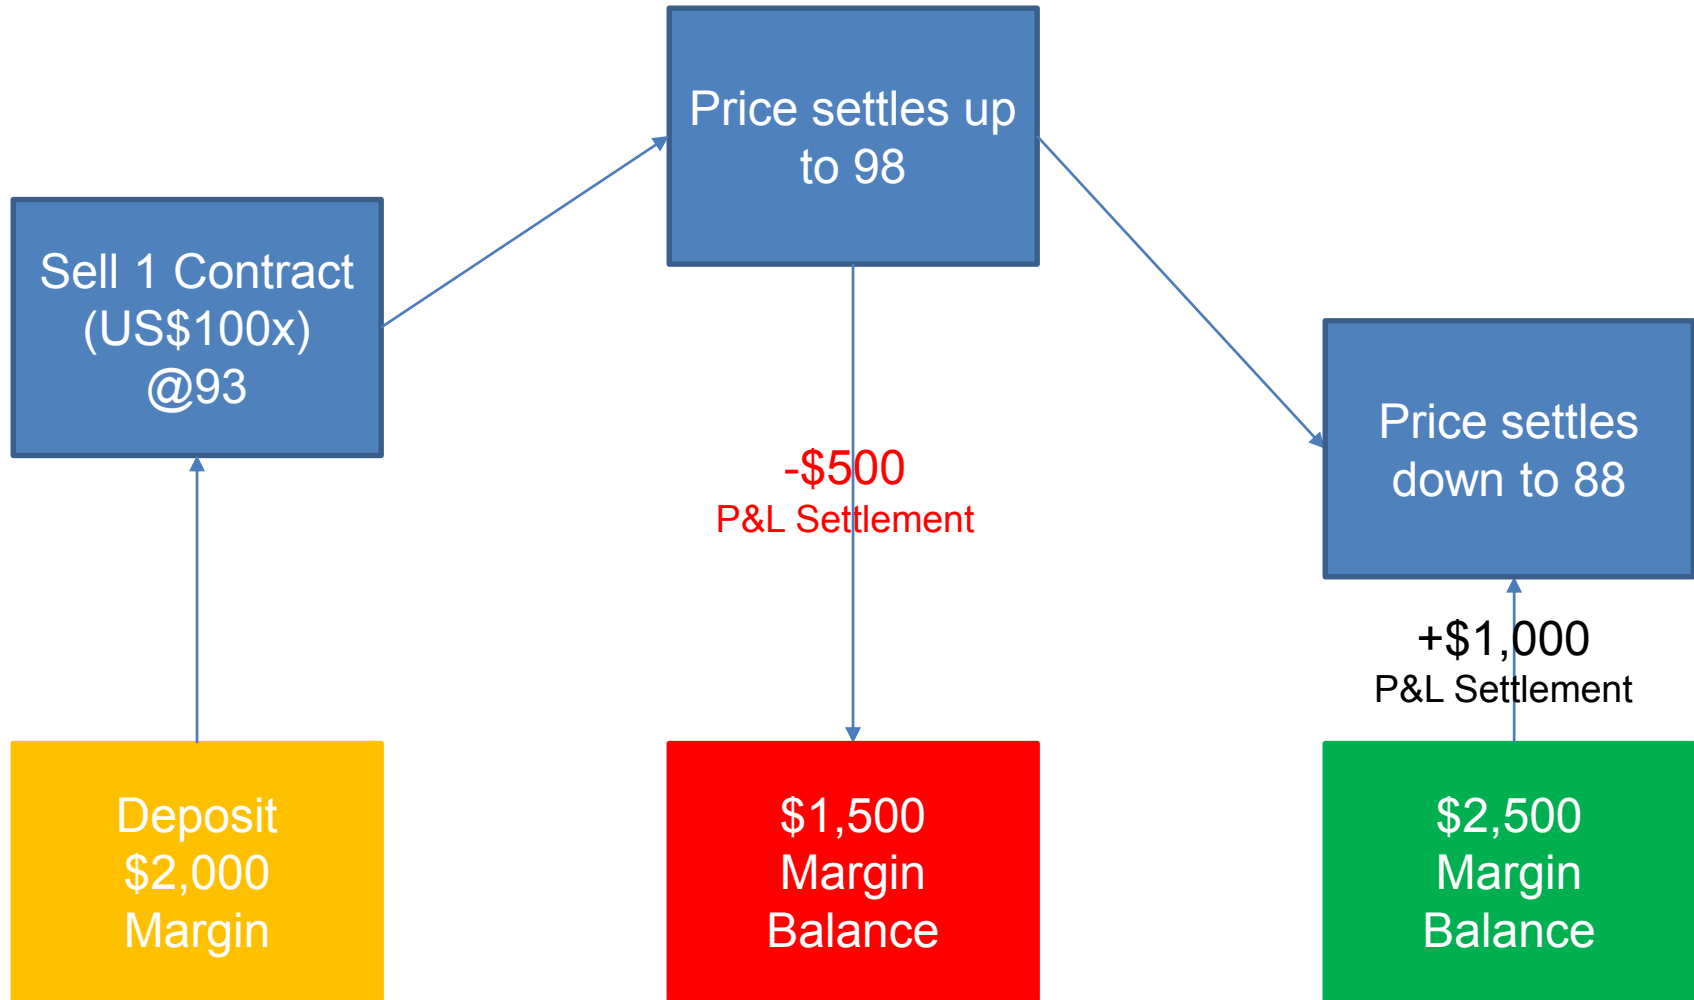 Price settles up
to 98
Sell 1 Contract
(US$100x)
@93
Price settles
down to 88
-$500
P&L Settlement
+$1,000
P&L Settlement
Deposit
$2,000
Margin
$1,500
Margin
Balance
$2,500
Margin
Balance